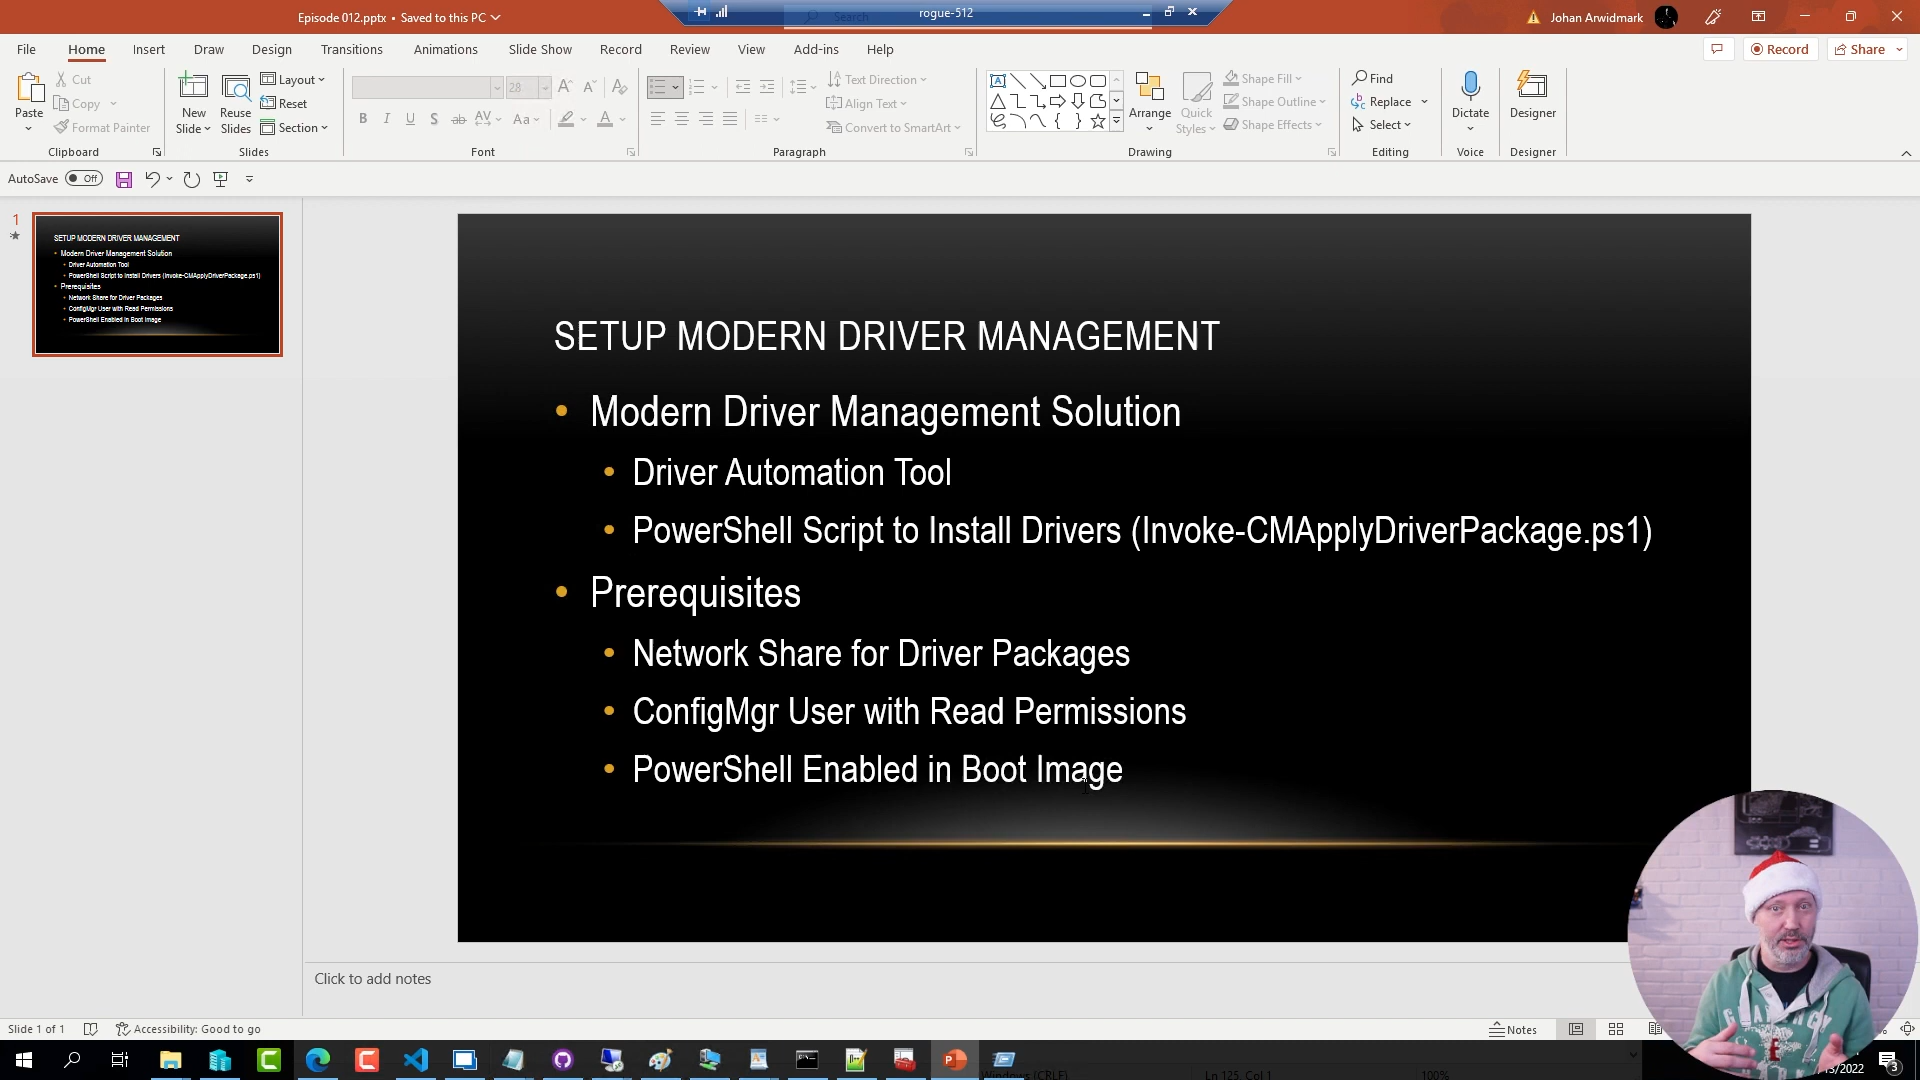 Episode 012.pptx • Saved to this PC
Search
rogue-512
Johan Arwidmark
File Home Insert Draw Design Transitions Animations Slide Show Record Review View Add-ins Help
Record Share
Paste
Cut
Copy
Format Painter
Clipboard
New Slide
Reuse Slides
Layout
Reset
Section
Slides
28
B I U S ab AV Aa A
Font
Text Direction
Align Text
Convert to SmartArt
Paragraph
Arrange
Quick Styles
Shape Fill
Shape Outline
Shape Effects
Drawing
Find
Replace
Select
Editing
Dictate
Voice
Designer
Designer
AutoSave Off
1
SETUP MODERN DRIVER MANAGEMENT
Modern Driver Management Solution
Driver Automation Tool
PowerShell Script to Install Drivers (Invoke-CMApplyDriverPackage.ps1)
Prerequisites
Network Share for Driver Packages
ConfigMgr User with Read Permissions
PowerShell Enabled in Boot Image
SETUP MODERN DRIVER MANAGEMENT
• Modern Driver Management Solution
• Driver Automation Tool
• PowerShell Script to Install Drivers (Invoke-CMApplyDriverPackage.ps1)
• Prerequisites
• Network Share for Driver Packages
• ConfigMgr User with Read Permissions
• PowerShell Enabled in Boot Image
Click to add notes
Slide 1 of 1 Accessibility: Good to go Notes
Windows (CRLF) Ln 125, Col 1 100%
13/2022
3